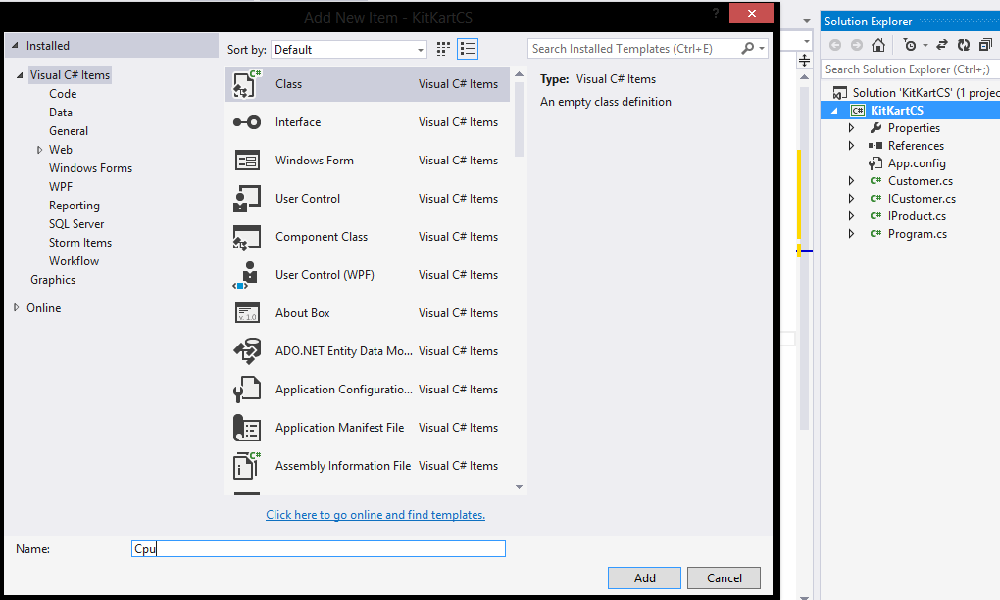 Add New Item - KitKartCS
?
Installed
Visual C# Items
Code
Data
General
Web
Windows Forms
WPF
Reporting
SQL Server
Storm Items
Workflow
Graphics
Online
Sort by: Default
Search Installed Templates (Ctrl+E)
Class Visual C# Items
Interface Visual C# Items
Windows Form Visual C# Items
User Control Visual C# Items
Component Class Visual C# Items
User Control (WPF) Visual C# Items
About Box Visual C# Items
ADO.NET Entity Data Mo... Visual C# Items
Application Configuratio... Visual C# Items
Application Manifest File Visual C# Items
Assembly Information File Visual C# Items
Click here to go online and find templates.
Type: Visual C# Items
An empty class definition
Name: Cpu
Add Cancel
Solution Explorer
Search Solution Explorer (Ctrl+;)
Solution 'KitKartCS' (1 projec
C# KitKartCS
Properties
References
App.config
C# Customer.cs
C# ICustomer.cs
C# IProduct.cs
C# Program.cs